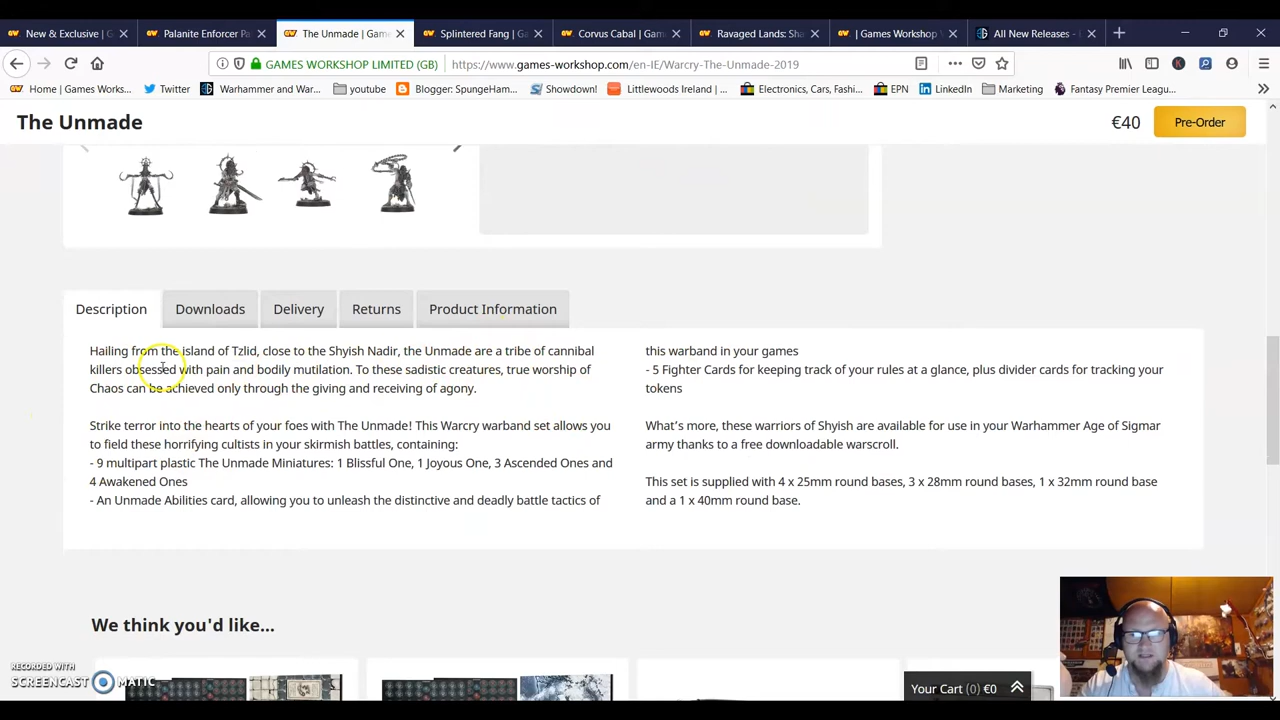 New & Exclusive | G
Palanite Enforcer Pa
The Unmade | Game
Splintered Fang | Ga
Corvus Cabal | Gam
Ravaged Lands: Sha
| Games Workshop
All New Releases -
GAMES WORKSHOP LIMITED (GB)
https://www.games-workshop.com/en-IE/Warcry-The-Unmade-2019
Home | Games Works...
Twitter
Warhammer and War...
youtube
Blogger: SpungeHam...
Showdown!
Littlewoods Ireland | ...
Electronics, Cars, Fashi...
EPN
LinkedIn
Marketing
Fantasy Premier Leag...
The Unmade
€40
Pre-Order
Description
Downloads
Delivery
Returns
Product Information
Hailing from the island of Tzlid, close to the Shyish Nadir, the Unmade are a tribe of cannibal
killers obsessed with pain and bodily mutilation. To these sadistic creatures, true worship of
Chaos can be achieved only through the giving and receiving of agony.
Strike terror into the hearts of your foes with The Unmade! This Warcry warband set allows you
to field these horrifying cultists in your skirmish battles, containing:
- 9 multipart plastic The Unmade Miniatures: 1 Blissful One, 1 Joyous One, 3 Ascended Ones and
4 Awakened Ones
- An Unmade Abilities card, allowing you to unleash the distinctive and deadly battle tactics of
this warband in your games
- 5 Fighter Cards for keeping track of your rules at a glance, plus divider cards for tracking your
tokens
What's more, these warriors of Shyish are available for use in your Warhammer Age of Sigmar
army thanks to a free downloadable warscroll.
This set is supplied with 4 x 25mm round bases, 3 x 28mm round bases, 1 x 32mm round base
and a 1 x 40mm round base.
We think you'd like...
Your Cart (0) €0
RECORDED WITH
SCREENCAST MATIC